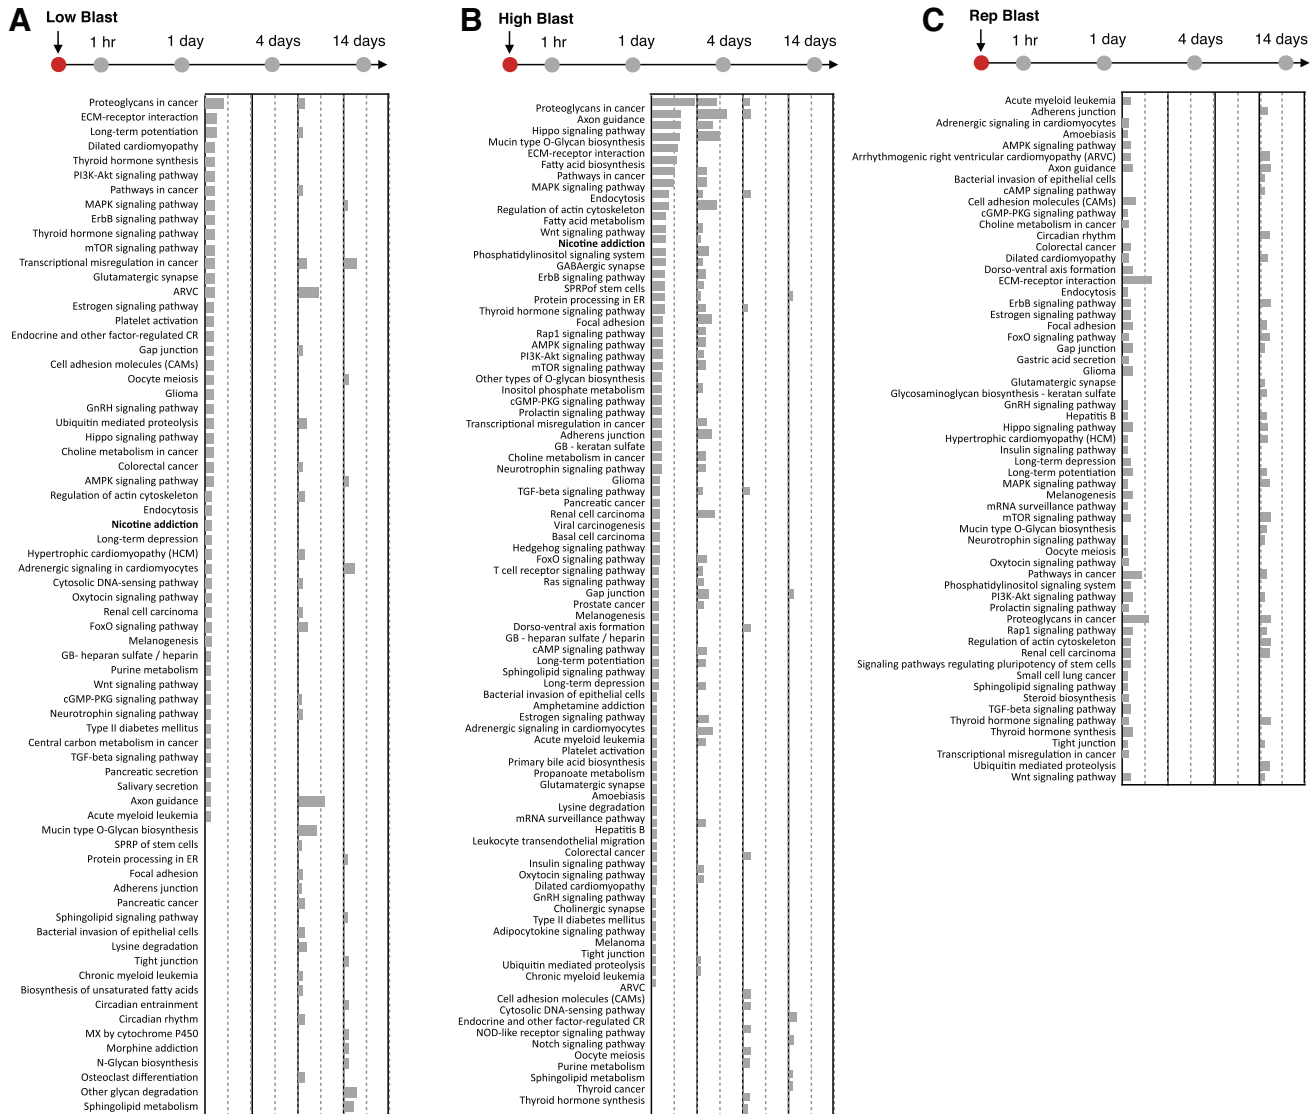 A
Low Blast
1 hr
1 day
4 days
14 days
Proteoglycans in cancer
ECM-receptor interaction
Long-term potentiation
Dilated cardiomyopathy
Thyroid hormone synthesis
PI3K-Akt signaling pathway
Pathways in cancer
MAPK signaling pathway
ErbB signaling pathway
Thyroid hormone signaling pathway
mTOR signaling pathway
Transcriptional misregulation in cancer
Glutamatergic synapse
ARVC
Estrogen signaling pathway
Platelet activation
Endocrine and other factor-regulated CR
Gap junction
Cell adhesion molecules (CAMs)
Oocyte meiosis
Glioma
GnRH signaling pathway
Ubiquitin mediated proteolysis
Hippo signaling pathway
Choline metabolism in cancer
Colorectal cancer
AMPK signaling pathway
Regulation of actin cytoskeleton
Endocytosis
Nicotine addiction
Long-term depression
Hypertrophic cardiomyopathy (HCM)
Adrenergic signaling in cardiomyocytes
Cytosolic DNA-sensing pathway
Oxytocin signaling pathway
Renal cell carcinoma
FoxO signaling pathway
Melanogenesis
GB- heparan sulfate / heparin
Purine metabolism
Wnt signaling pathway
cGMP-PKG signaling pathway
Neurotrophin signaling pathway
Type II diabetes mellitus
Central carbon metabolism in cancer
TGF-beta signaling pathway
Pancreatic secretion
Salivary secretion
Axon guidance
Acute myeloid leukemia
Mucin type O-Glycan biosynthesis
SPRP of stem cells
Protein processing in ER
Focal adhesion
Adherens junction
Pancreatic cancer
Sphingolipid signaling pathway
Bacterial invasion of epithelial cells
Lysine degradation
Tight junction
Chronic myeloid leukemia
Biosynthesis of unsaturated fatty acids
Circadian entrainment
Circadian rhythm
MX by cytochrome P450
Morphine addiction
N-Glycan biosynthesis
Osteoclast differentiation
Other glycan degradation
Sphingolipid metabolism
B
High Blast
1 hr
1 day
4 days
14 days
Proteoglycans in cancer
Axon guidance
Hippo signaling pathway
Mucin type O-Glycan biosynthesis
ECM-receptor interaction
Fatty acid biosynthesis
Pathways in cancer
MAPK signaling pathway
Endocytosis
Regulation of actin cytoskeleton
Fatty acid metabolism
Wnt signaling pathway
Nicotine addiction
Phosphatidylinositol signaling system
GABAergic synapse
ErbB signaling pathway
SPRPof stem cells
Protein processing in ER
Thyroid hormone signaling pathway
Focal adhesion
Rap1 signaling pathway
AMPK signaling pathway
PI3K-Akt signaling pathway
mTOR signaling pathway
Other types of O-glycan biosynthesis
Inositol phosphate metabolism
cGMP-PKG signaling pathway
Prolactin signaling pathway
Transcriptional misregulation in cancer
Adherens junction
GB - keratan sulfate
Choline metabolism in cancer
Neurotrophin signaling pathway
Glioma
TGF-beta signaling pathway
Pancreatic cancer
Renal cell carcinoma
Viral carcinogenesis
Basal cell carcinoma
Hedgehog signaling pathway
FoxO signaling pathway
T cell receptor signaling pathway
Ras signaling pathway
Gap junction
Prostate cancer
Melanogenesis
Dorso-ventral axis formation
GB - heparan sulfate / heparin
cAMP signaling pathway
Long-term potentiation
Sphingolipid signaling pathway
Long-term depression
Bacterial invasion of epithelial cells
Amphetamine addiction
Estrogen signaling pathway
Adrenergic signaling in cardiomyocytes
Acute myeloid leukemia
Platelet activation
Primary bile acid biosynthesis
Propanoate metabolism
Glutamatergic synapse
Amoebiasis
Lysine degradation
mRNA surveillance pathway
Hepatitis B
Leukocyte transendothelial migration
Colorectal cancer
Insulin signaling pathway
Oxytocin signaling pathway
Dilated cardiomyopathy
GnRH signaling pathway
Cholinergic synapse
Type II diabetes mellitus
Adipocytokine signaling pathway
Melanoma
Tight junction
Ubiquitin mediated proteolysis
Chronic myeloid leukemia
ARVC
Cell adhesion molecules (CAMs)
Cytosolic DNA-sensing pathway
Endocrine and other factor-regulated CR
NOD-like receptor signaling pathway
Notch signaling pathway
Oocyte meiosis
Purine metabolism
Sphingolipid metabolism
Thyroid cancer
Thyroid hormone synthesis
C
Rep Blast
1 hr
1 day
4 days
14 days
Acute myeloid leukemia
Adherens junction
Adrenergic signaling in cardiomyocytes
Amoebiasis
AMPK signaling pathway
Arrhythmogenic right ventricular cardiomyopathy (ARVC)
Axon guidance
Bacterial invasion of epithelial cells
cAMP signaling pathway
Cell adhesion molecules (CAMs)
cGMP-PKG signaling pathway
Choline metabolism in cancer
Circadian rhythm
Colorectal cancer
Dilated cardiomyopathy
Dorso-ventral axis formation
ECM-receptor interaction
Endocytosis
ErbB signaling pathway
Estrogen signaling pathway
Focal adhesion
FoxO signaling pathway
Gap junction
Gastric acid secretion
Glioma
Glutamatergic synapse
Glycosaminoglycan biosynthesis - keratan sulfate
GnRH signaling pathway
Hepatitis B
Hippo signaling pathway
Hypertrophic cardiomyopathy (HCM)
Insulin signaling pathway
Long-term depression
Long-term potentiation
MAPK signaling pathway
Melanogenesis
mRNA surveillance pathway
mTOR signaling pathway
Mucin type O-Glycan biosynthesis
Neurotrophin signaling pathway
Oocyte meiosis
Oxytocin signaling pathway
Pathways in cancer
Phosphatidylinositol signaling system
PI3K-Akt signaling pathway
Prolactin signaling pathway
Proteoglycans in cancer
Rap1 signaling pathway
Regulation of actin cytoskeleton
Renal cell carcinoma
Signaling pathways regulating pluripotency of stem cells
Small cell lung cancer
Sphingolipid signaling pathway
Steroid biosynthesis
TGF-beta signaling pathway
Thyroid hormone signaling pathway
Thyroid hormone synthesis
Tight junction
Transcriptional misregulation in cancer
Ubiquitin mediated proteolysis
Wnt signaling pathway